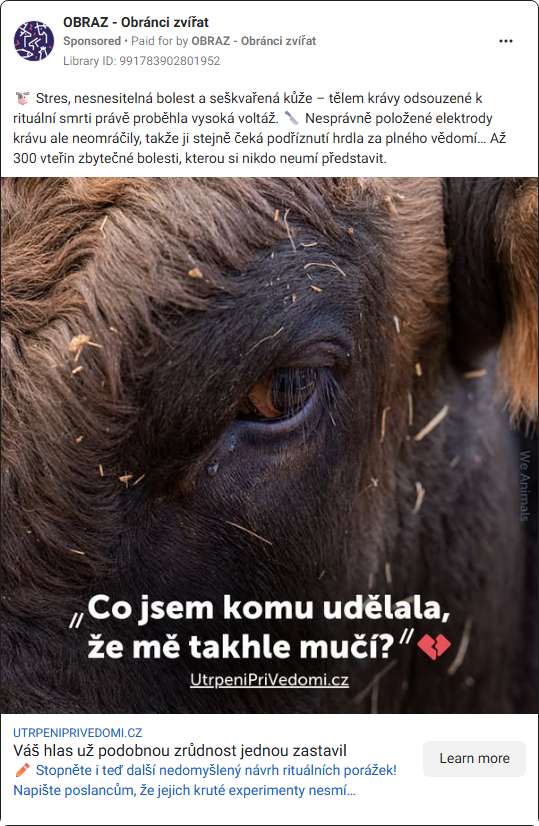 OBRAZ - Obránci zvířat
Sponsored • Paid for by OBRAZ - Obránci zvířat
Library ID: 991783902801952
🐮 Stres, nesnesitelná bolest a seškvařená kůže – tělem krávy odsouzené k
rituální smrti právě proběhla vysoká voltáž. 🔪 Nesprávně položené elektrody
krávu ale neomráčily, takže ji stejně čeká podříznutí hrdla za plného vědomí... Až
300 vteřin zbytečné bolesti, kterou si nikdo neumí představit.
We Animals
„Co jsem komu udělala,
že mě takhle mučí?“ 💔
UtrpeniPriVedomi.cz
UTRPENIPRIVEDOMI.CZ
Váš hlas už podobnou zrůdnost jednou zastavil
🖍️ Stopněte i teď další nedomyšlený návrh rituálních porážek!
Napište poslancům, že jejich kruté experimenty nesmí...
Learn more